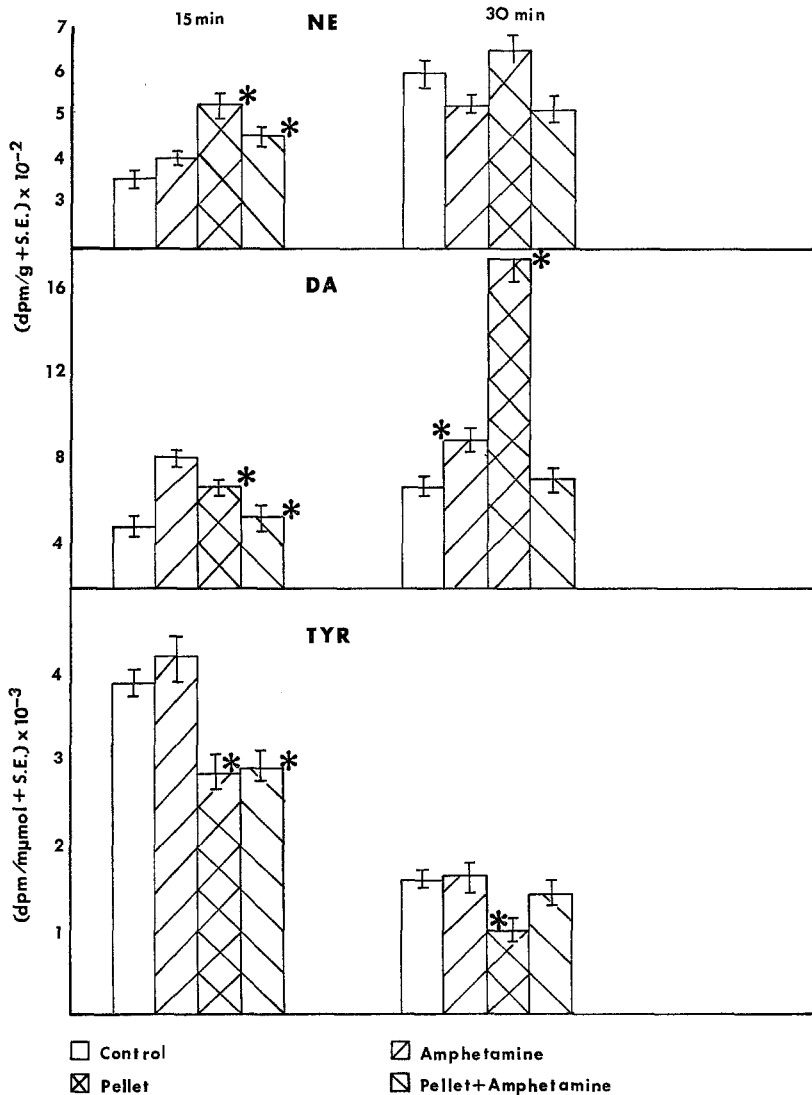 15 min NE 30 min
(dpm/g + S.E.) x 10⁻²
7
6
5
4
3
* *
DA
16
12
8
4
* * * *
TYR
(dpm/mµmol + S.E.) x 10⁻³
4
3
2
1
* * *
Control Amphetamine
Pellet Pellet+Amphetamine